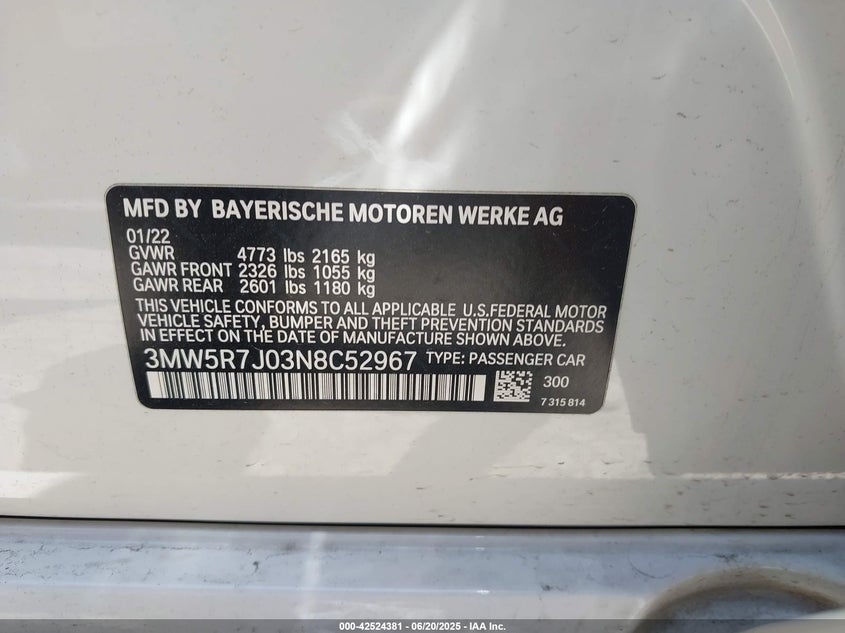 MFD BY BAYERISCHE MOTOREN WERKE AG
01/22
GVWR 4773 lbs 2165 kg
GAWR FRONT 2326 lbs 1055 kg
GAWR REAR 2601 lbs 1180 kg
THIS VEHICLE CONFORMS TO ALL APPLICABLE U.S.FEDERAL MOTOR
VEHICLE SAFETY, BUMPER AND THEFT PREVENTION STANDARDS
IN EFFECT ON THE DATE OF MANUFACTURE SHOWN ABOVE.
3MW5R7J03N8C52967 TYPE: PASSENGER CAR
300
7 315 814
000-42524381 - 06/20/2025 - IAA Inc.